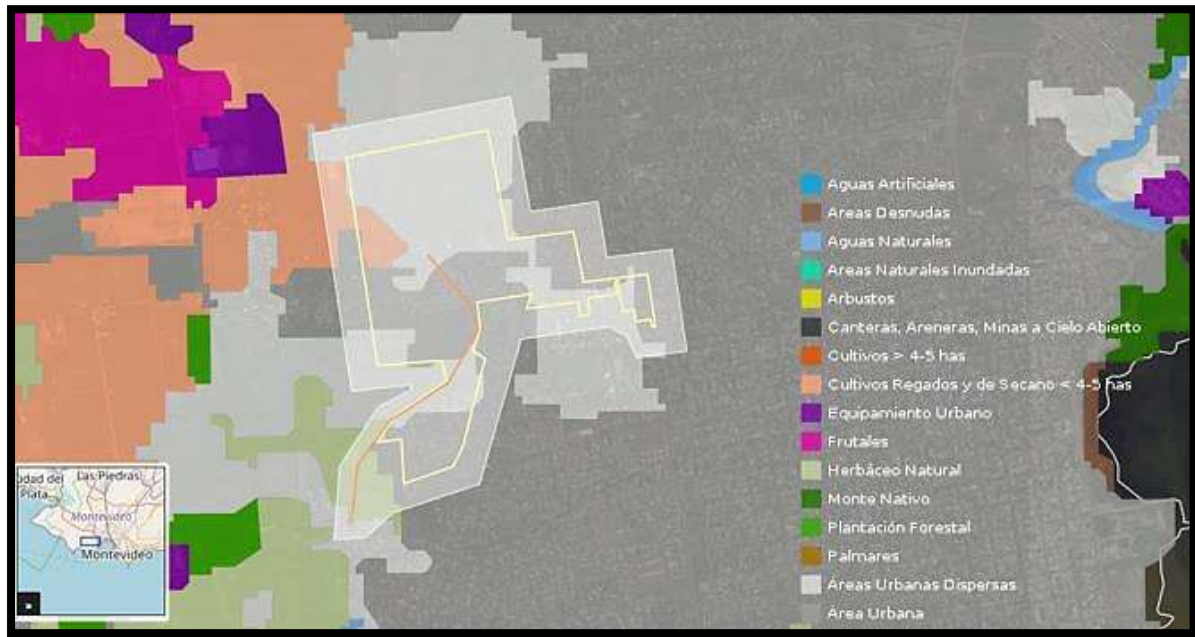 Aguas Artificiales
Areas Desnudas
Aguas Naturales
Areas Naturales Inundadas
Arbustos
Canteras, Areneras, Minas a Cielo Abierto
Cultivos > 4-5 has
Cultivos Regados y de Secano < 4-5 has
Equipamiento Urbano
Frutales
Herbáceo Natural
Monte Nativo
Plantación Forestal
Palmares
Áreas Urbanas Dispersas
Área Urbana
udad del Las Piedras
Plata
Montevideo
Montevideo
»